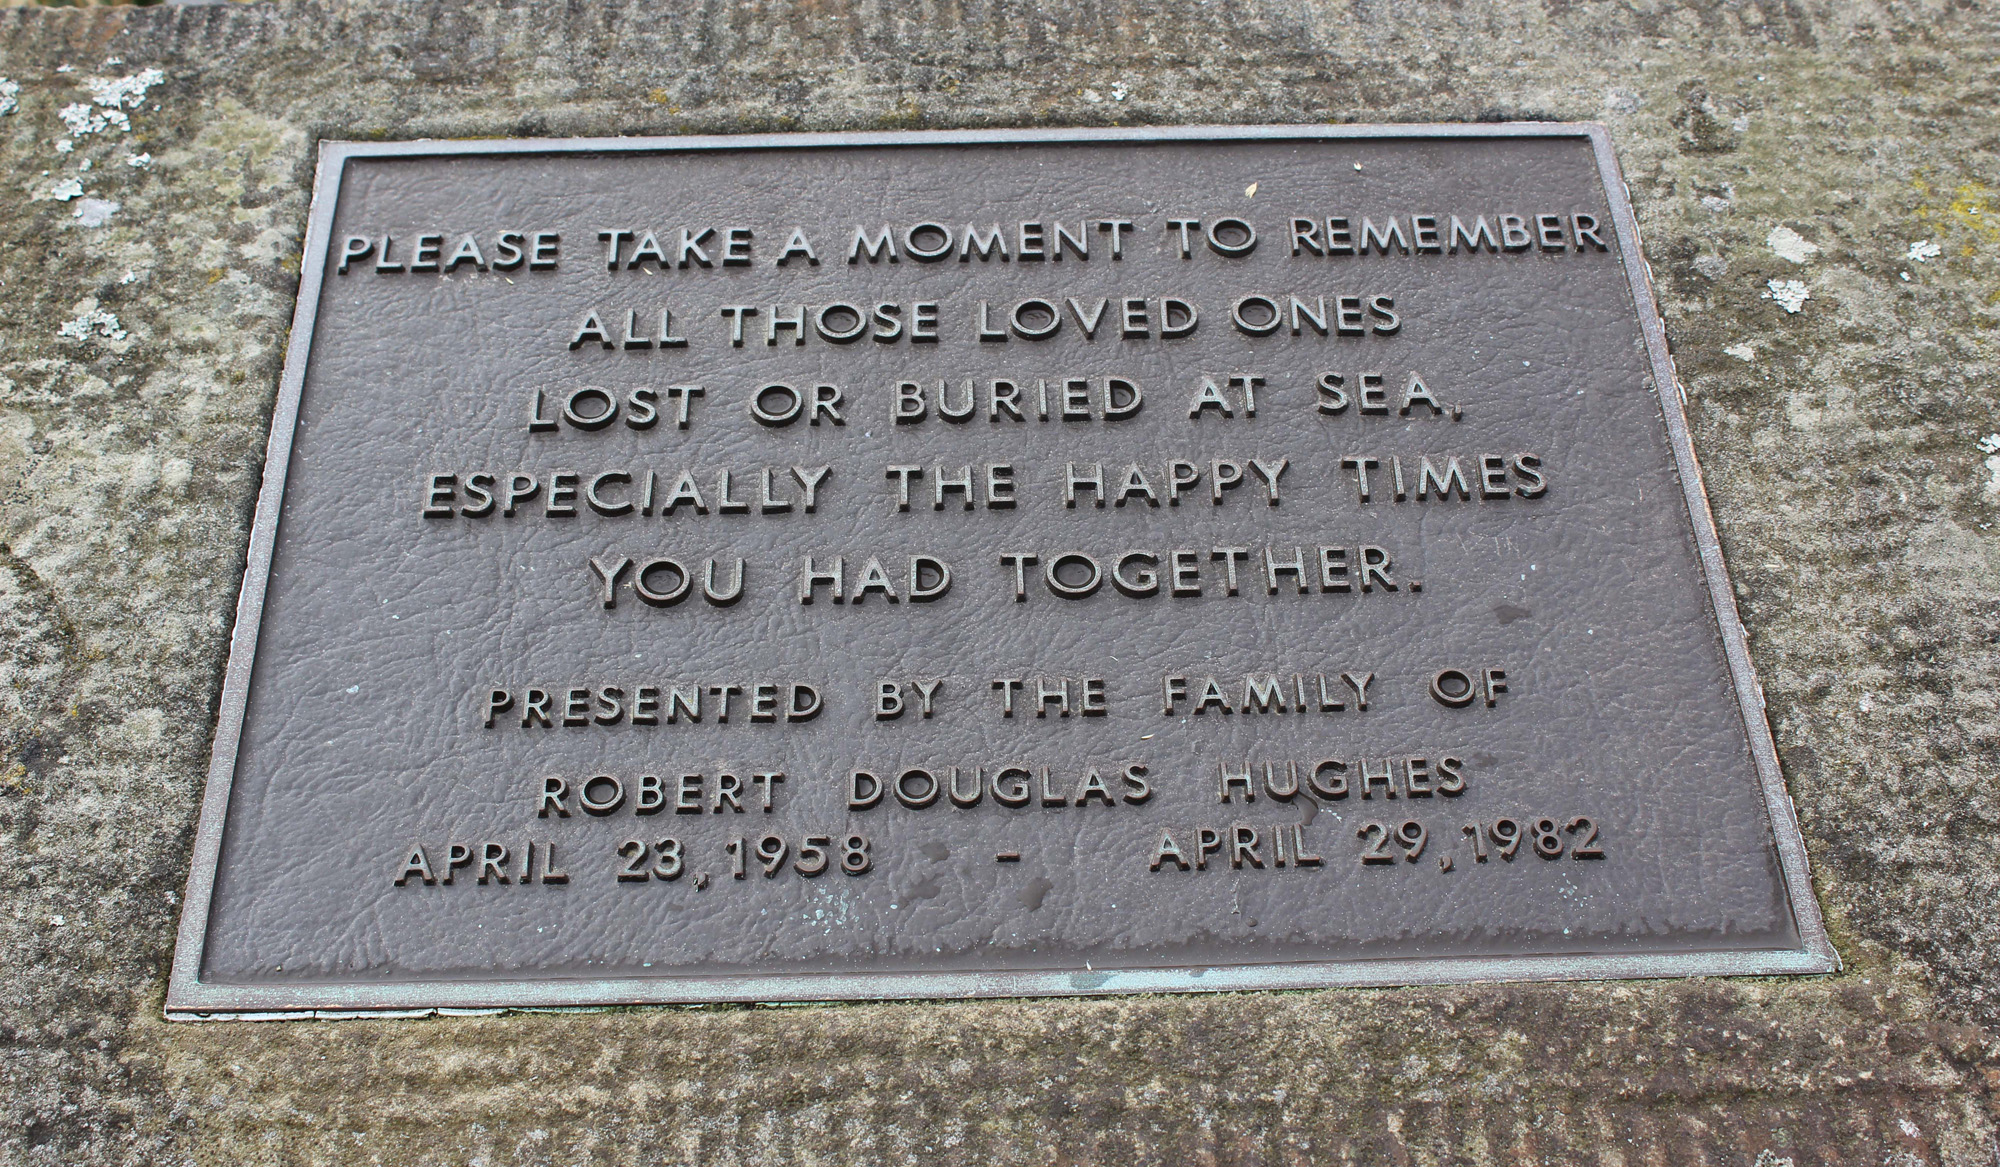 PLEASE TAKE A MOMENT TO REMEMBER
ALL THOSE LOVED ONES
LOST OR BURIED AT SEA,
ESPECIALLY THE HAPPY TIMES
YOU HAD TOGETHER.
PRESENTED BY THE FAMILY OF
ROBERT DOUGLAS HUGHES
APRIL 23, 1958 - APRIL 29, 1982